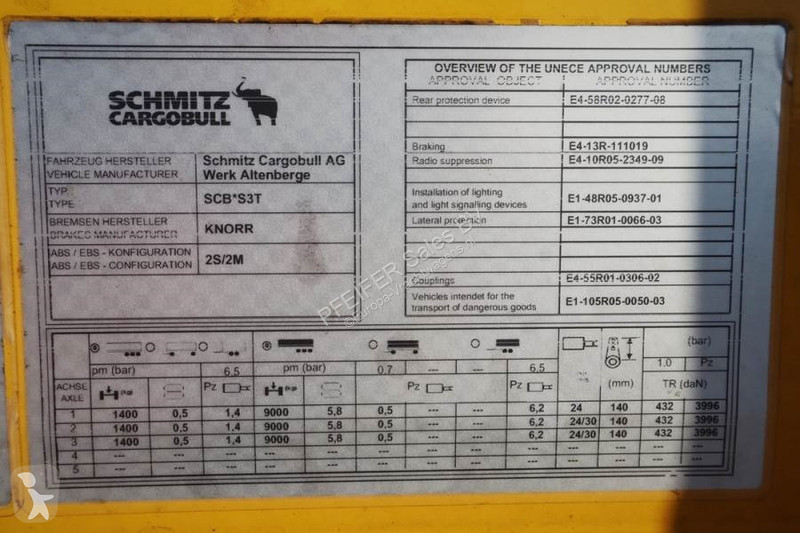 SCHMITZ
CARGOBULL
FAHRZEUG HERSTELLER
VEHICLE MANUFACTURER
Schmitz Cargobull AG
Werk Altenberge
TYP
TYPE
SCB*S3T
BREMSEN HERSTELLER
BRAKES MANUFACTURER
KNORR
ABS / EBS - KONFIGURATION
ABS / EBS - CONFIGURATION
2S/2M
OVERVIEW OF THE UNECE APPROVAL NUMBERS
APPROVAL OBJECT APPROVAL NUMBER
Rear protection device E4-58R02-0277-08
Braking E4-13R-111019
Radio suppression E4-10R05-2349-09
Installation of lighting
and light signalling devices E1-48R05-0937-01
Lateral protection E1-73R01-0066-03
Couplings E4-55R01-0306-02
Vehicles intendet for the
transport of dangerous goods E1-105R05-0050-03
(bar)
pm (bar) 6.5 pm (bar) 0.7 --- --- 6.5 1.0 Pz
ACHSE
AXLE
Pz Pz Pz (mm) TR (daN)
1 1400 0,5 1,4 9000 5,8 0,5 --- --- 6,2 24 140 432 3996
2 1400 0,5 1,4 9000 5,8 0,5 --- --- 6,2 24/30 140 432 3996
3 1400 0,5 1,4 9000 5,8 0,5 --- --- 6,2 24/30 140 432 3996
4 --- --- --- --- --- --- --- --- --- --- --- --- ---
5 --- --- --- --- --- --- --- --- --- --- --- --- ---
PFEIFER Sales